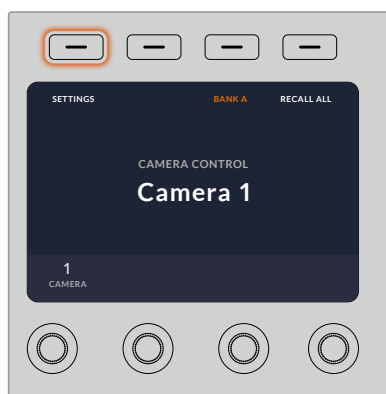 SETTINGS BANK A RECALL ALL
CAMERA CONTROL
Camera 1
1
CAMERA